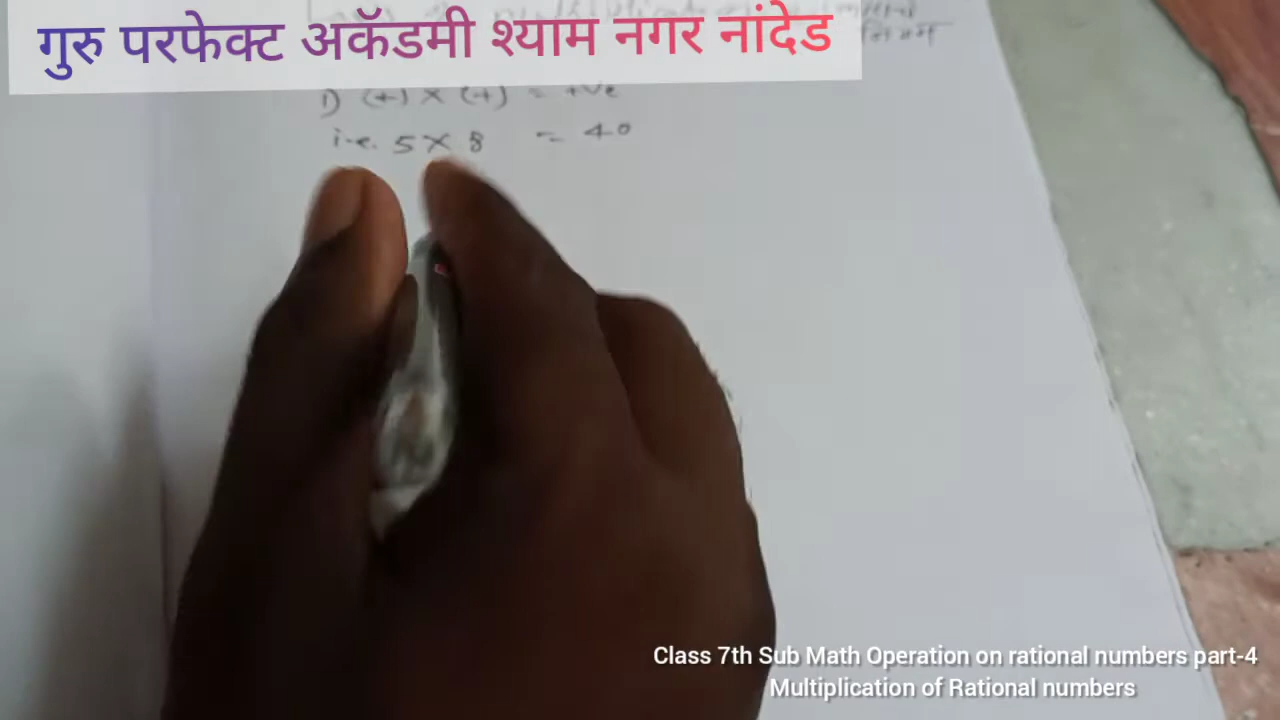 गुरु परफेक्ट अकॅडमी श्याम नगर नांदेड
नियम
1) (+) × (+) = +ve
i.e. 5 × 8 = 40
Class 7th Sub Math Operation on rational numbers part-4
Multiplication of Rational numbers